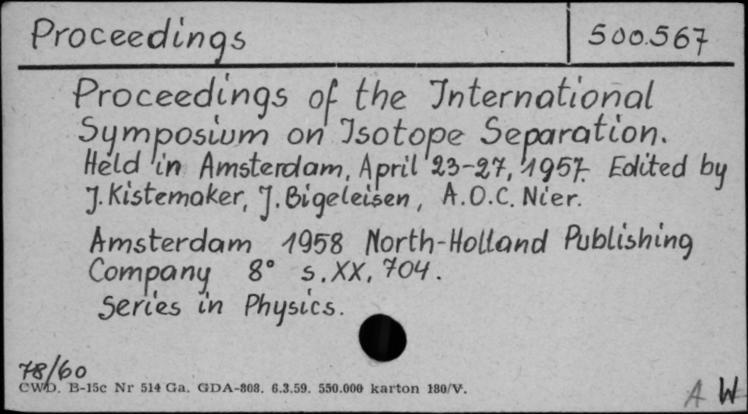 Proceedings 500.567
Proceedings of the International
Symposium on Isotope Separation.
Held in Amsterdam, April 23-27, 1957. Edited by
J. Kistemaker, J. Bigeleisen, A.O.C. Nier.
Amsterdam 1958 North-Holland Publishing
Company 8° s. XX, 704.
Series in Physics.
78/60
CWD. B-15c Nr 514 Ga. GDA-808. 6.3.59. 550.000 karton 180/V.
A W